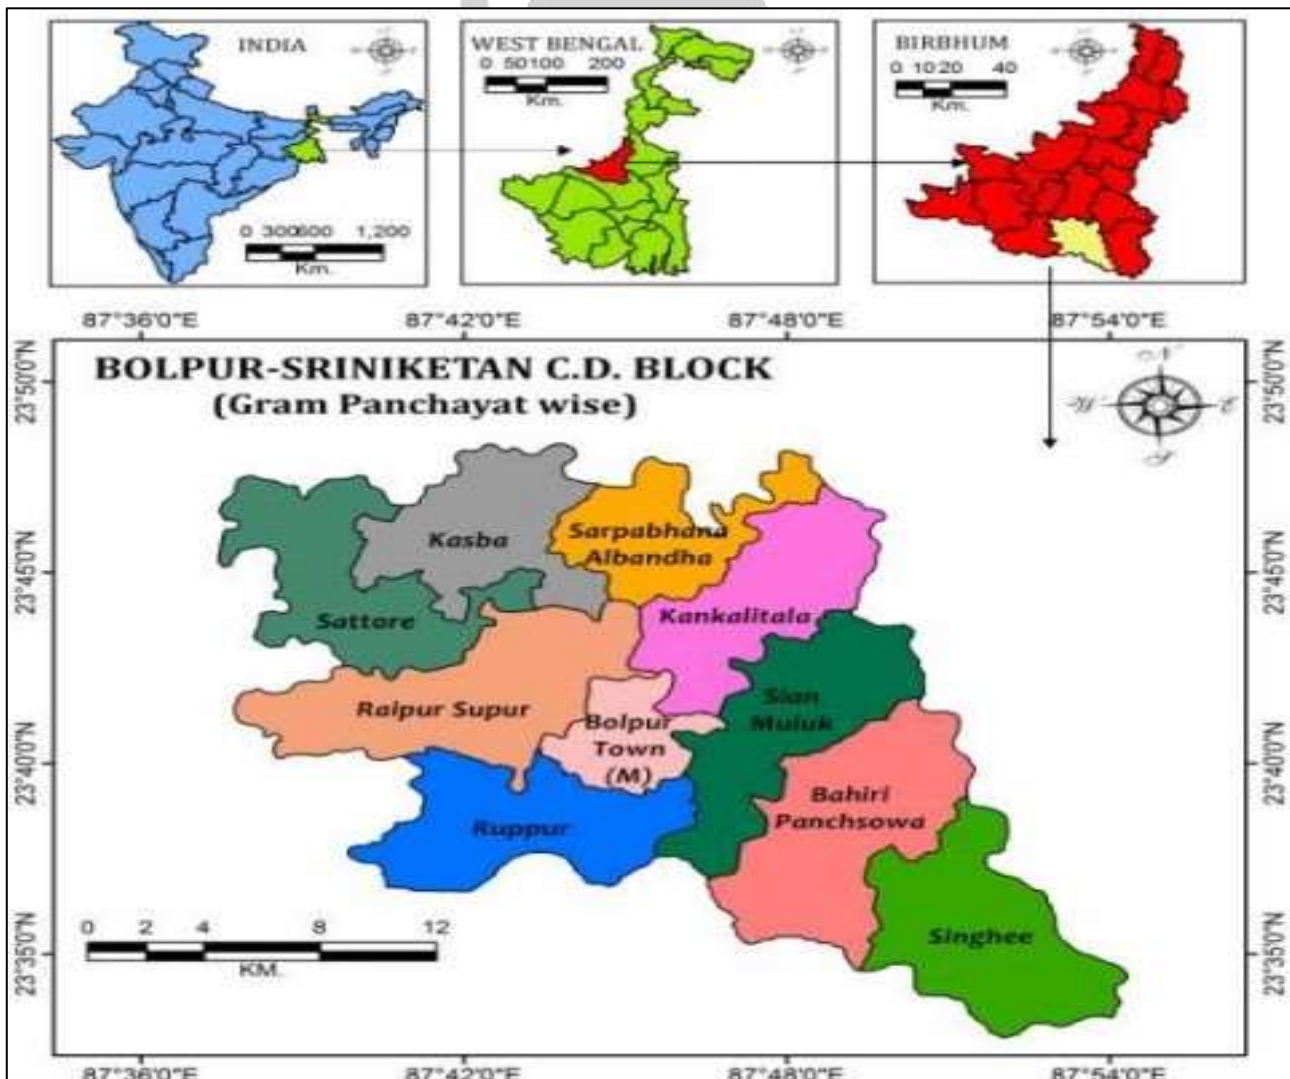 INDIA
0 300600 1,200
Km.
WEST BENGAL
0 50100 200
Km.
BIRBHUM
0 1020 40
Km.
87°36'0"E 87°42'0"E 87°48'0"E 87°54'0"E
BOLPUR-SRINIKETAN C.D. BLOCK
(Gram Panchayat wise)
N
W E
S
23°50'0"N 23°50'0"N
23°45'0"N 23°45'0"N
23°40'0"N 23°40'0"N
23°35'0"N 23°35'0"N
Kasba
Sarpabhana
Albandha
Sattore
Kankalitala
Raipur Supur
Sian
Muluk
Bolpur
Town
(M)
Bahiri
Panchsowa
Ruppur
Singhee
0 2 4 8 12
KM.
87°36'0"E 87°42'0"E 87°48'0"E 87°54'0"E